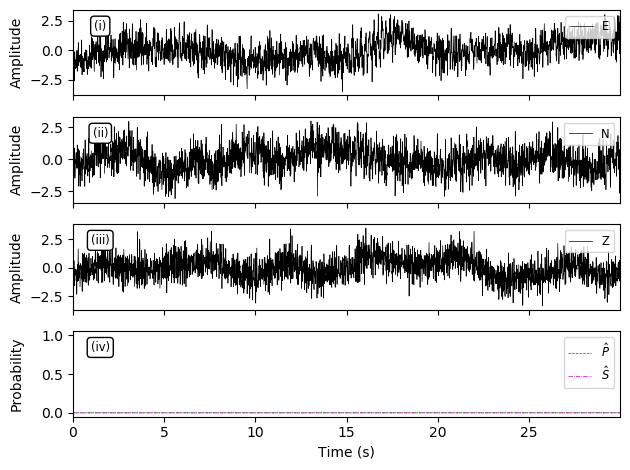 Amplitude
2.5
0.0
−2.5
(i)
E
Amplitude
2.5
0.0
−2.5
(ii)
N
Amplitude
2.5
0.0
−2.5
(iii)
Z
Probability
1.0
0.5
0.0
(iv)
P̂
Ŝ
0 5 10 15 20 25
Time (s)